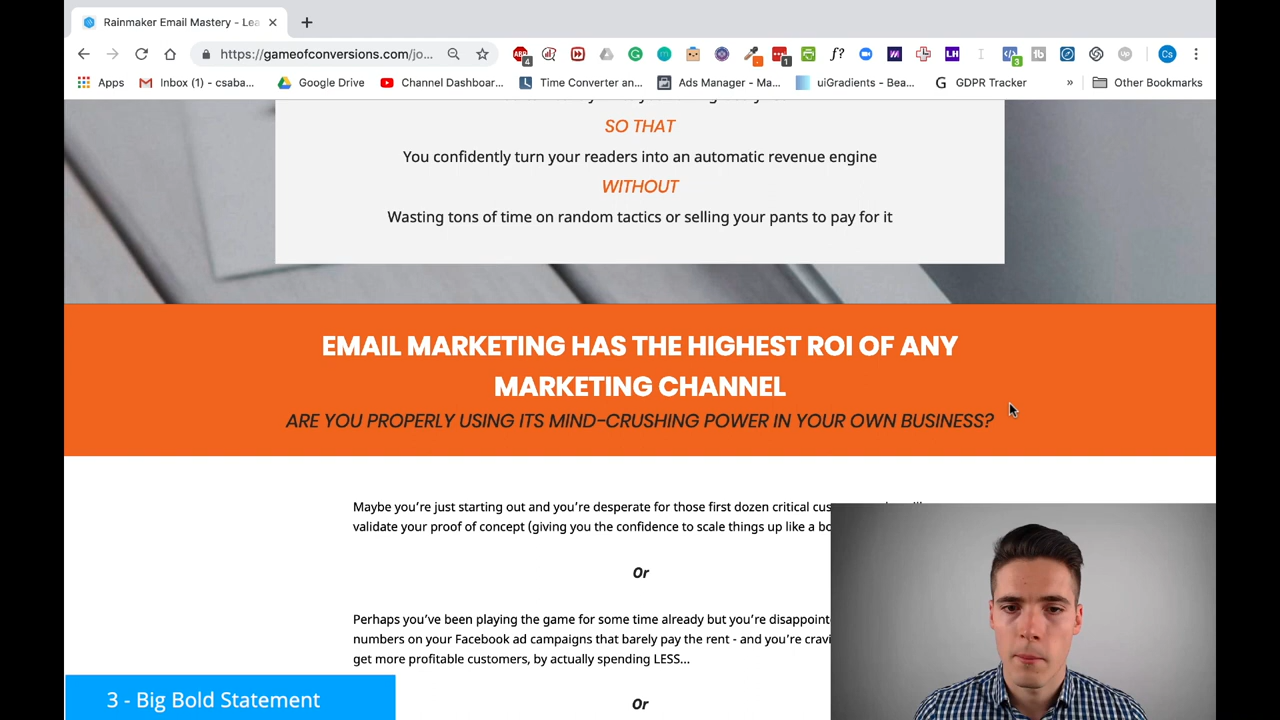 Rainmaker Email Mastery - Lea
https://gameofconversions.com/jo...
Apps Inbox (17) - csaba... Google Drive Channel Dashboar... Time Converter an... Ads Manager - Ma... uiGradients - Bea... GDPR Tracker » Other Bookmarks
SO THAT
You confidently turn your readers into an automatic revenue engine
WITHOUT
Wasting tons of time on random tactics or selling your pants to pay for it
EMAIL MARKETING HAS THE HIGHEST ROI OF ANY
MARKETING CHANNEL
ARE YOU PROPERLY USING ITS MIND-CRUSHING POWER IN YOUR OWN BUSINESS?
Maybe you're just starting out and you're desperate for those first dozen critical
validate your proof of concept (giving you the confidence to scale things up like a
Or
Perhaps you've been playing the game for some time already but you're
numbers on your Facebook ad campaigns that barely pay the rent - and you're
get more profitable customers, by actually spending LESS...
Or
3 - Big Bold Statement